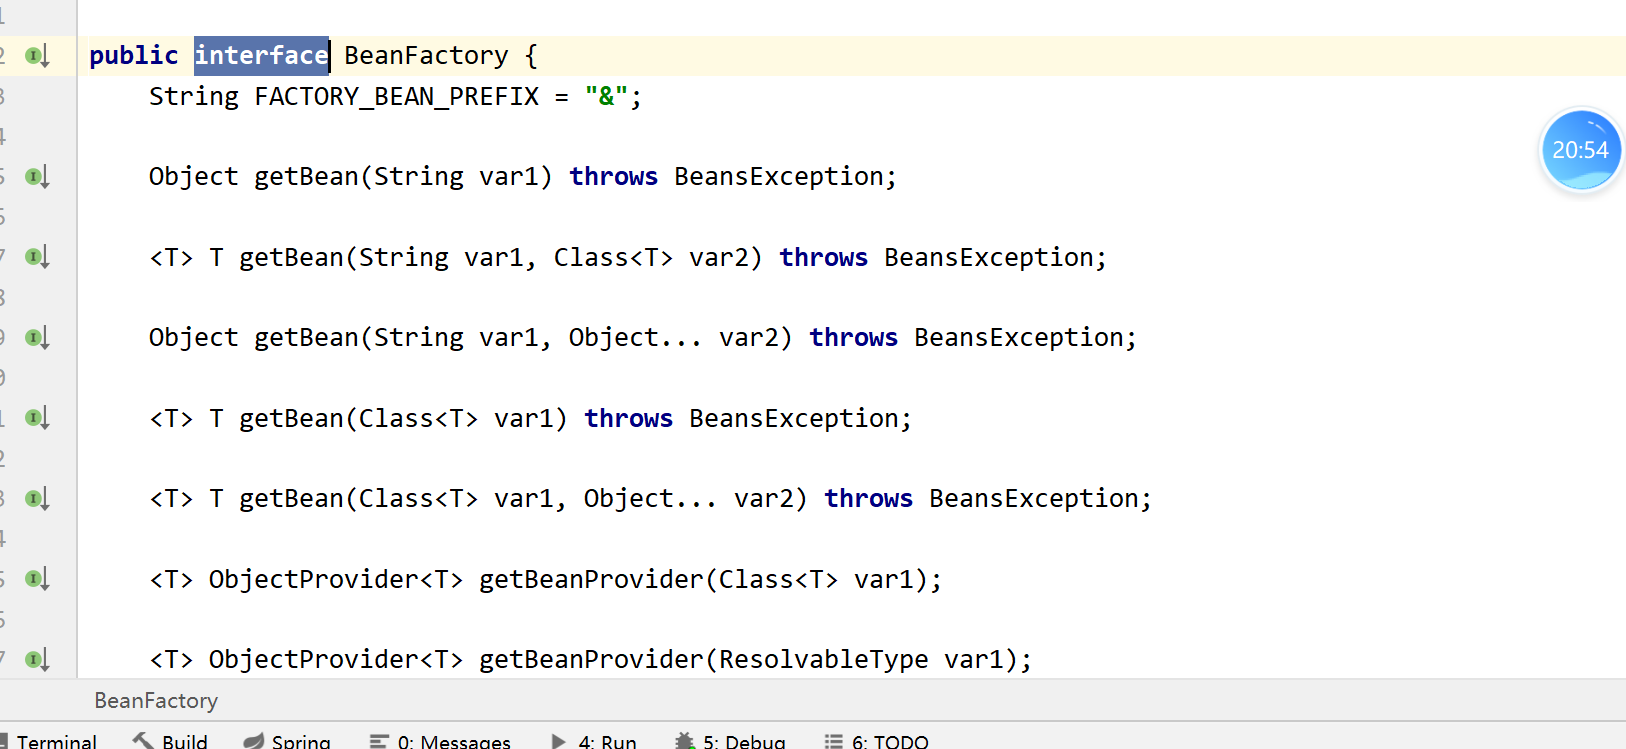 public interface BeanFactory {
String FACTORY_BEAN_PREFIX = "&";
20:54
Object getBean(String var1) throws BeansException;
<T> T getBean(String var1, Class<T> var2) throws BeansException;
Object getBean(String var1, Object... var2) throws BeansException;
<T> T getBean(Class<T> var1) throws BeansException;
<T> T getBean(Class<T> var1, Object... var2) throws BeansException;
<T> ObjectProvider<T> getBeanProvider(Class<T> var1);
<T> ObjectProvider<T> getBeanProvider(ResolvableType var1);
BeanFactory
Terminal Build Spring 0: Messages 4: Run 5: Debug 6: TODO